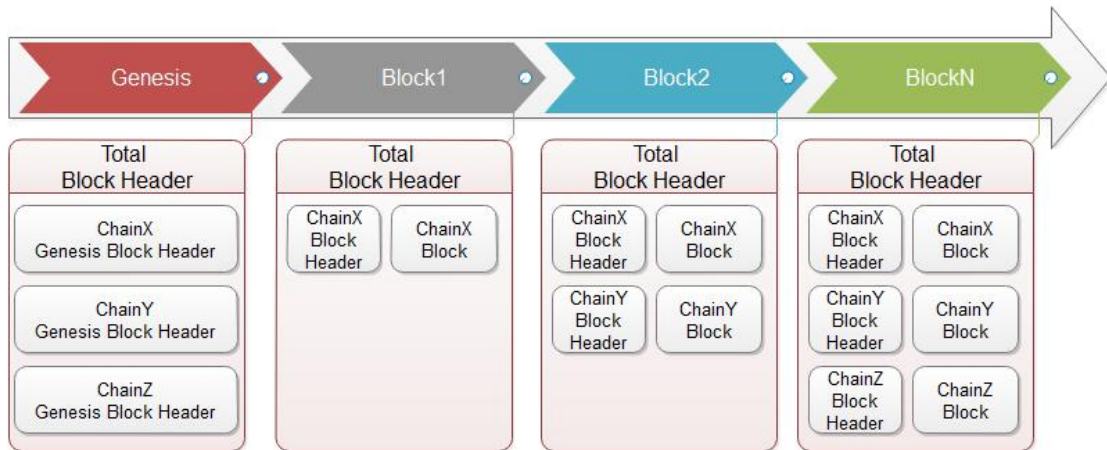 Genesis
Block1
Block2
BlockN
Total
Block Header
ChainX
Genesis Block Header
ChainY
Genesis Block Header
ChainZ
Genesis Block Header
Total
Block Header
ChainX
Block
Header
ChainX
Block
Total
Block Header
ChainX
Block
Header
ChainX
Block
ChainY
Block
Header
ChainY
Block
Total
Block Header
ChainX
Block
Header
ChainX
Block
ChainY
Block
Header
ChainY
Block
ChainZ
Block
Header
ChainZ
Block